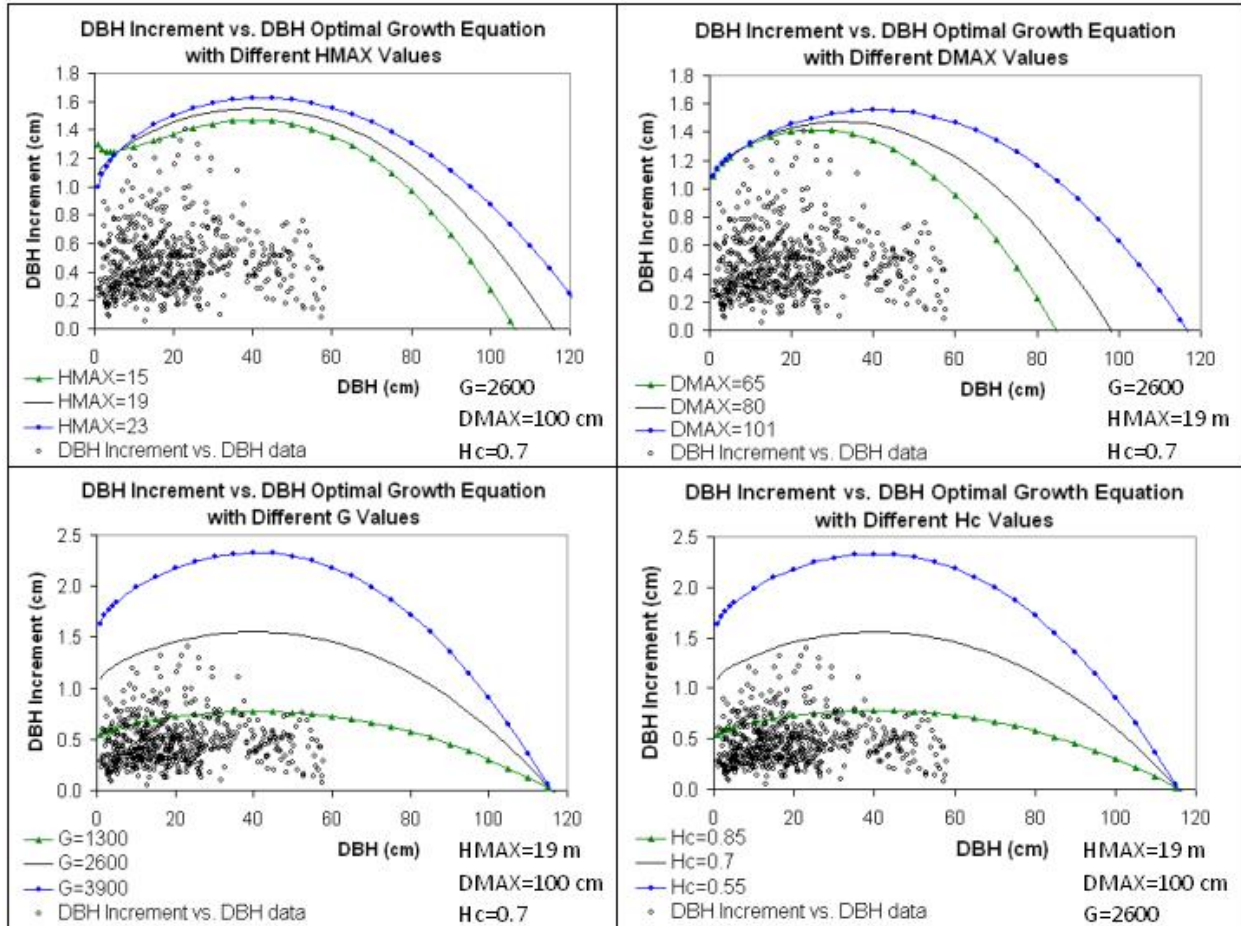 DBH Increment vs. DBH Optimal Growth Equation
with Different HMAX Values
DBH Increment (cm)
1.8
1.6
1.4
1.2
1.0
0.8
0.6
0.4
0.2
0.0
0 20 40 60 80 100 120
DBH (cm)
HMAX=15
HMAX=19
HMAX=23
DBH Increment vs. DBH data
G=2600
DMAX=100 cm
Hc=0.7
DBH Increment vs. DBH Optimal Growth Equation
with Different DMAX Values
DBH Increment (cm)
1.8
1.6
1.4
1.2
1.0
0.8
0.6
0.4
0.2
0.0
0 20 40 60 80 100 120
DBH (cm)
DMAX=65
DMAX=80
DMAX=101
DBH Increment vs. DBH data
G=2600
HMAX=19 m
Hc=0.7
DBH Increment vs. DBH Optimal Growth Equation
with Different G Values
DBH Increment (cm)
2.5
2.0
1.5
1.0
0.5
0.0
0 20 40 60 80 100 120
DBH (cm)
G=1300
G=2600
G=3900
DBH Increment vs. DBH data
HMAX=19 m
DMAX=100 cm
Hc=0.7
DBH Increment vs. DBH Optimal Growth Equation
with Different Hc Values
DBH Increment (cm)
2.5
2.0
1.5
1.0
0.5
0.0
0 20 40 60 80 100 120
DBH (cm)
Hc=0.85
Hc=0.7
Hc=0.55
DBH Increment vs. DBH data
HMAX=19 m
DMAX=100 cm
G=2600